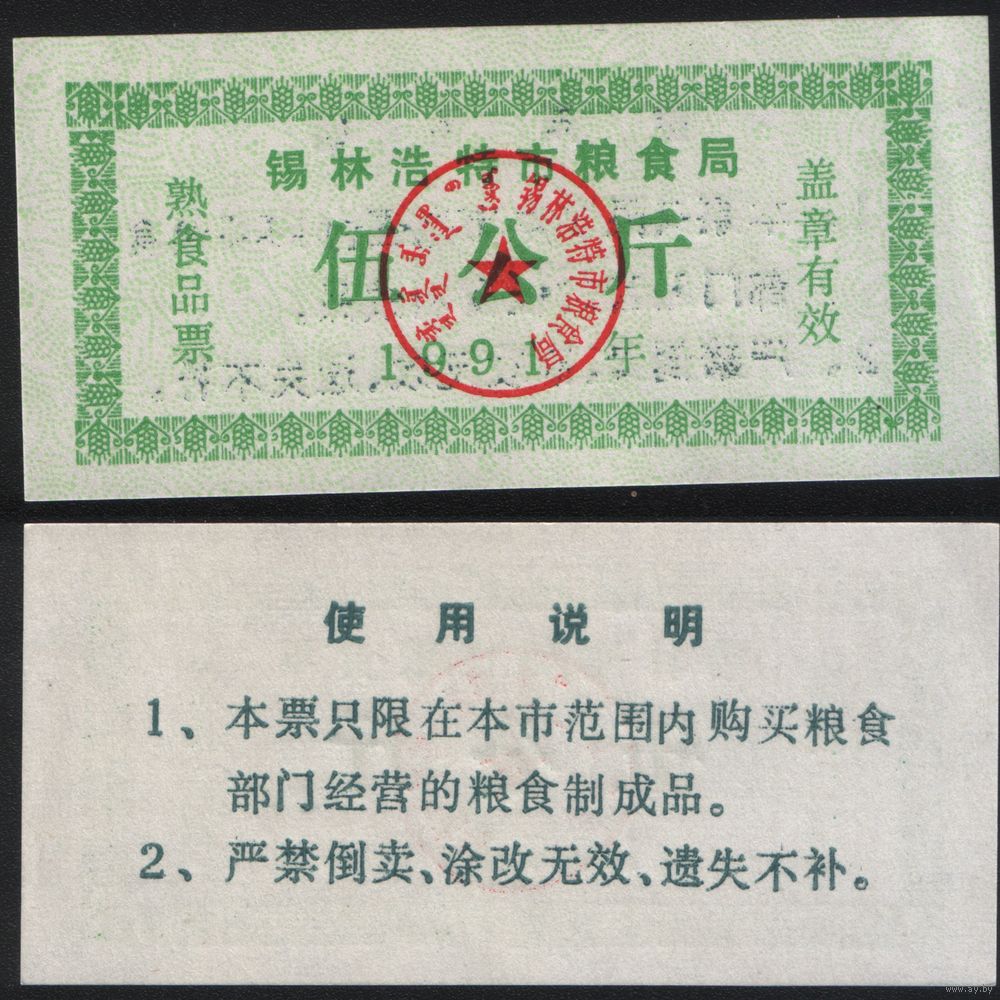 锡林浩特市粮食局
熟食品票
伍公斤
盖章有效
1991年
锡林浩特市粮食局
使用说明
1、本票只限在本市范围内购买粮食
部门经营的粮食制成品。
2、严禁倒卖、涂改无效、遗失不补。
www.ay.by